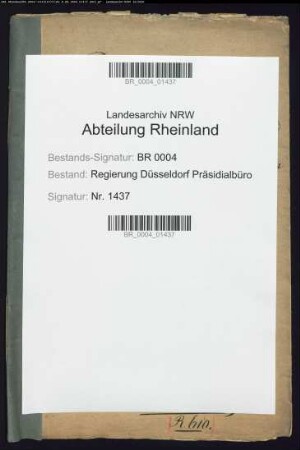 BR_0004_01437
Landesarchiv NRW
Abteilung Rheinland
Bestands-Signatur: BR 0004
Bestand: Regierung Düsseldorf Präsidialbüro
Signatur: Nr. 1437
BR_0004_01437